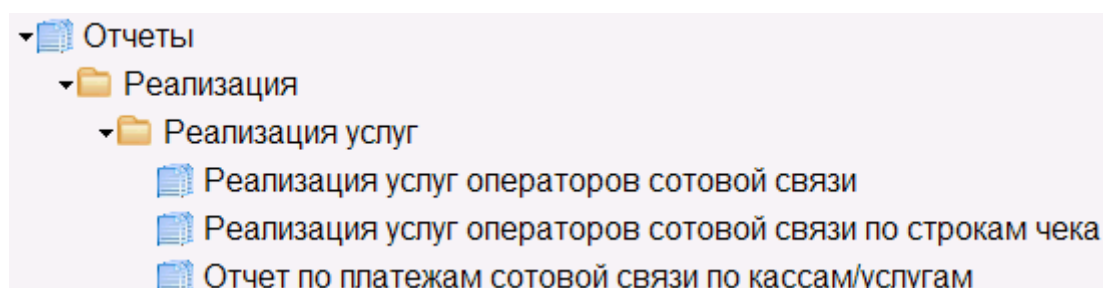 Отчеты
Реализация
Реализация услуг
Реализация услуг операторов сотовой связи
Реализация услуг операторов сотовой связи по строкам чека
Отчет по платежам сотовой связи по кассам/услугам